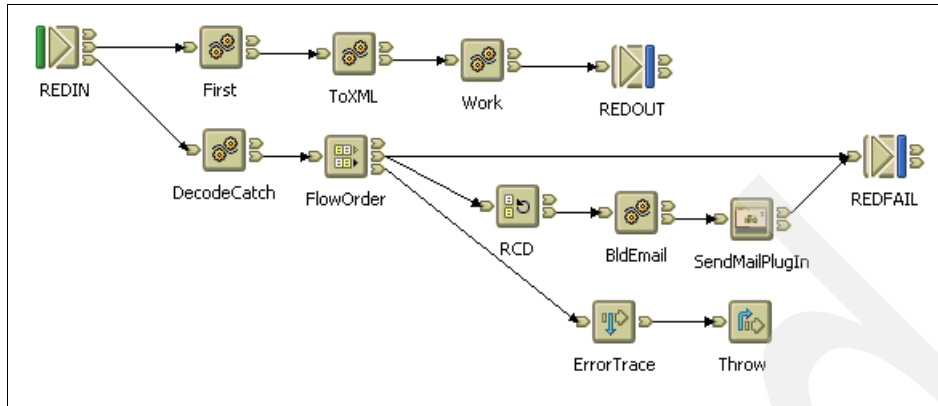 REDIN
First
ToXML
Work
REDOUT
DecodeCatch
FlowOrder
REDFAIL
RCD
BldEmail
SendMailPlugIn
ErrorTrace
Throw